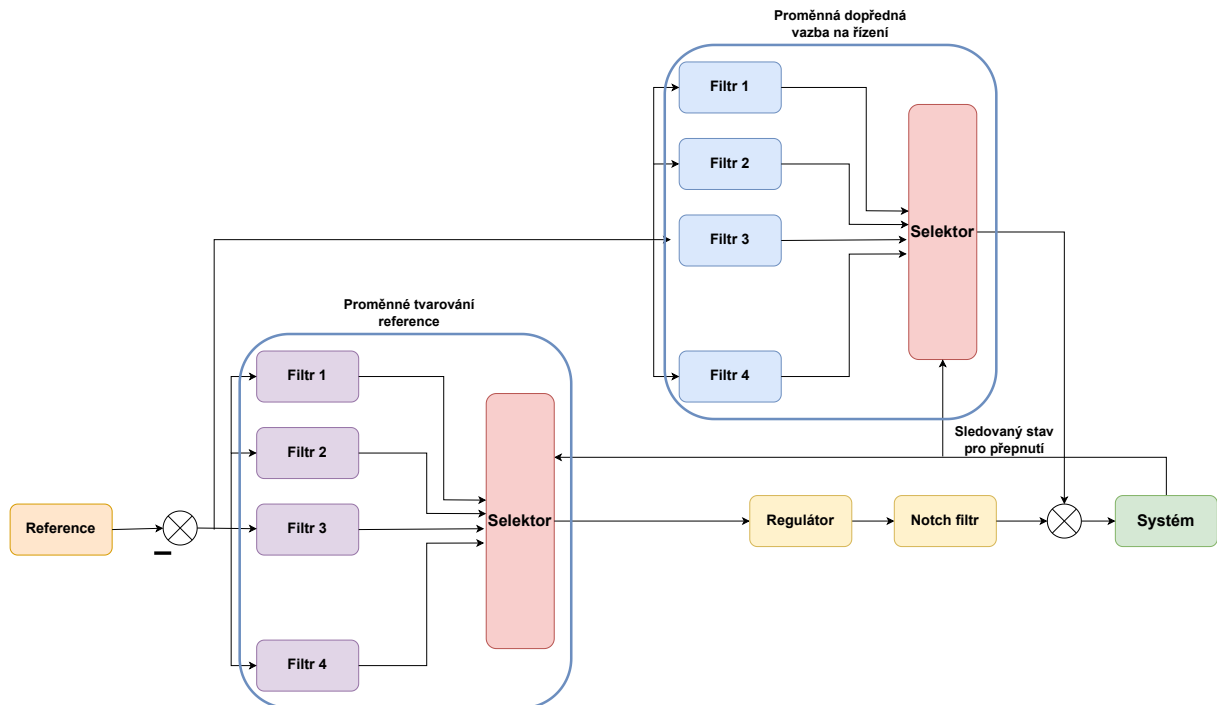 Proměnná dopředná
vazba na řízení
Filtr 1
Filtr 2
Filtr 3
Filtr 4
Selektor
Proměnné tvarování
reference
Filtr 1
Filtr 2
Filtr 3
Filtr 4
Selektor
Sledovaný stav
pro přepnutí
Reference
–
Regulátor
Notch filtr
Systém